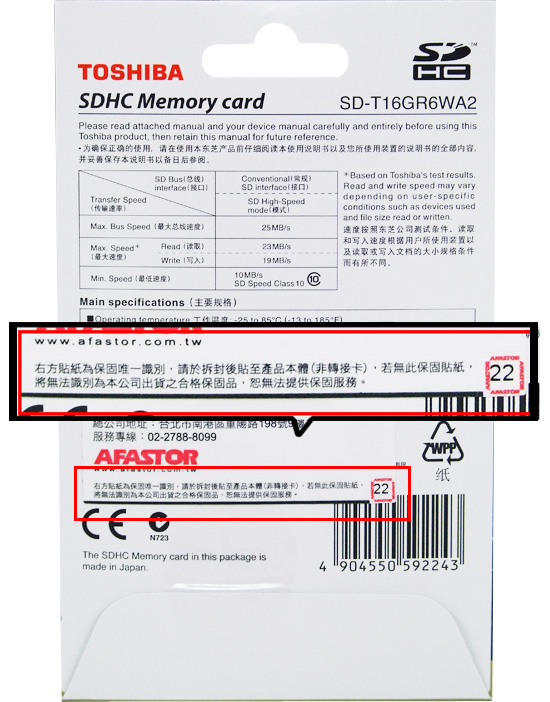 SD™
HC
TOSHIBA
SDHC Memory card
SD-T16GR6WA2
Please read attached manual and your device manual carefully and entirely before using this
Toshiba product, then retain this manual for future reference.
・为确保正确的使用, 请在使用本东芝产品前仔细阅读本使用说明书以及您所使用装置的说明书的全部内容,
并妥善保存本说明书以备日后参阅。
SD Bus(总线)
interface(接口)
Transfer Speed
(传输速率)
Conventional(常规)
SD interface(接口)
SD High-Speed
mode(模式)
Max. Bus Speed (最大总线速度)
25MB/s
Max. Speed*
(最大速度)
Read (读取)
23MB/s
Write (写入)
19MB/s
Min. Speed (最低速度)
10MB/s
SD Speed Class10
10
*Based on Toshiba's test results.
Read and write speed may vary
depending on user-specific
conditions such as devices used
and file size read or written.
速度按照东芝公司测试条件。读取
和写入速度根据用户所使用装置以
及读取或写入文档的大小规格条件
而有所不同。
Main specifications (主要规格)
■Operating temperature 工作温度: -25 to 85℃ (-13 to 185℉)
www.afastor.com.tw
右方貼紙為保固唯一識別,請於拆封後貼至產品本體(非轉接卡),若無此保固貼紙,
將無法識別為本公司出貨之合格保固品,恕無法提供保固服務。
AFASTOR
22
AFASTOR
總公司地址:台北市南港區重陽路198號9
服務專線:02-2788-8099
AFASTOR
www.afastor.com.tw
右方貼紙為保固唯一識別,請於拆封後貼至產品本體(非轉接卡),若無此保固貼紙,
將無法識別為本公司出貨之合格保固品,恕無法提供保固服務。
AFASTOR
22
AFASTOR
7WPP
纸
CE
N723
The SDHC Memory card in this package is
made in Japan.
4 904550 592243